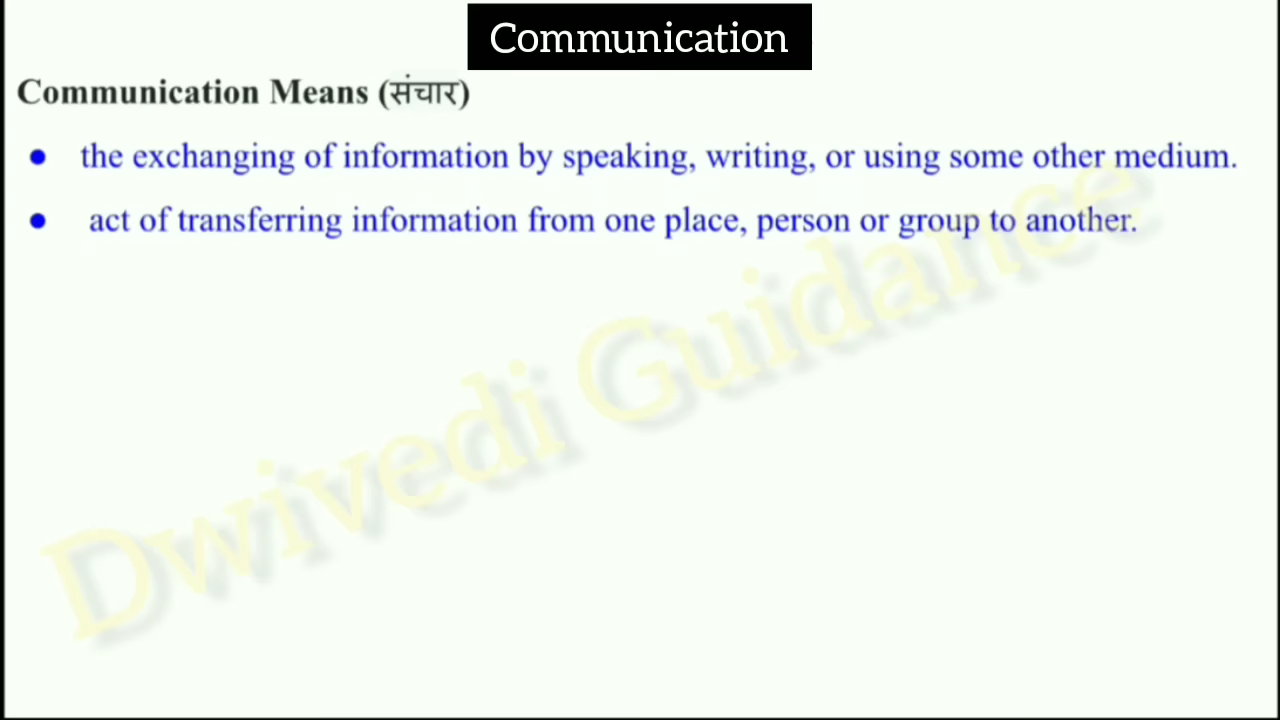 Communication
Communication Means (संचार)
● the exchanging of information by speaking, writing, or using some other medium.
● act of transferring information from one place, person or group to another.
Dwivedi Guidance